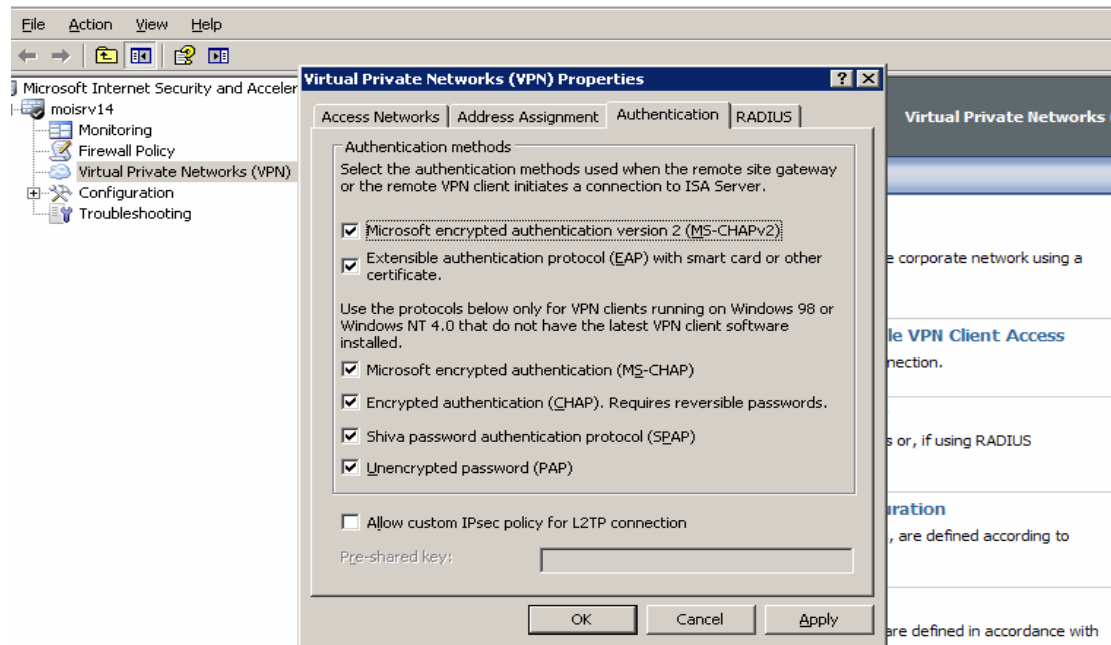 File Action View Help
Microsoft Internet Security and Acceler
moisrv14
Monitoring
Firewall Policy
Virtual Private Networks (VPN)
Configuration
Troubleshooting
Virtual Private Networks (VPN) Properties
Access Networks Address Assignment Authentication RADIUS
Authentication methods
Select the authentication methods used when the remote site gateway
or the remote VPN client initiates a connection to ISA Server.
Microsoft encrypted authentication version 2 (MS-CHAPv2)
Extensible authentication protocol (EAP) with smart card or other
certificate.
Use the protocols below only for VPN clients running on Windows 98 or
Windows NT 4.0 that do not have the latest VPN client software
installed.
Microsoft encrypted authentication (MS-CHAP)
Encrypted authentication (CHAP). Requires reversible passwords.
Shiva password authentication protocol (SPAP)
Unencrypted password (PAP)
Allow custom IPsec policy for L2TP connection
Pre-shared key:
OK Cancel Apply
Virtual Private Networks
e corporate network using a
le VPN Client Access
nection.
s or, if using RADIUS
uration
, are defined according to
are defined in accordance with